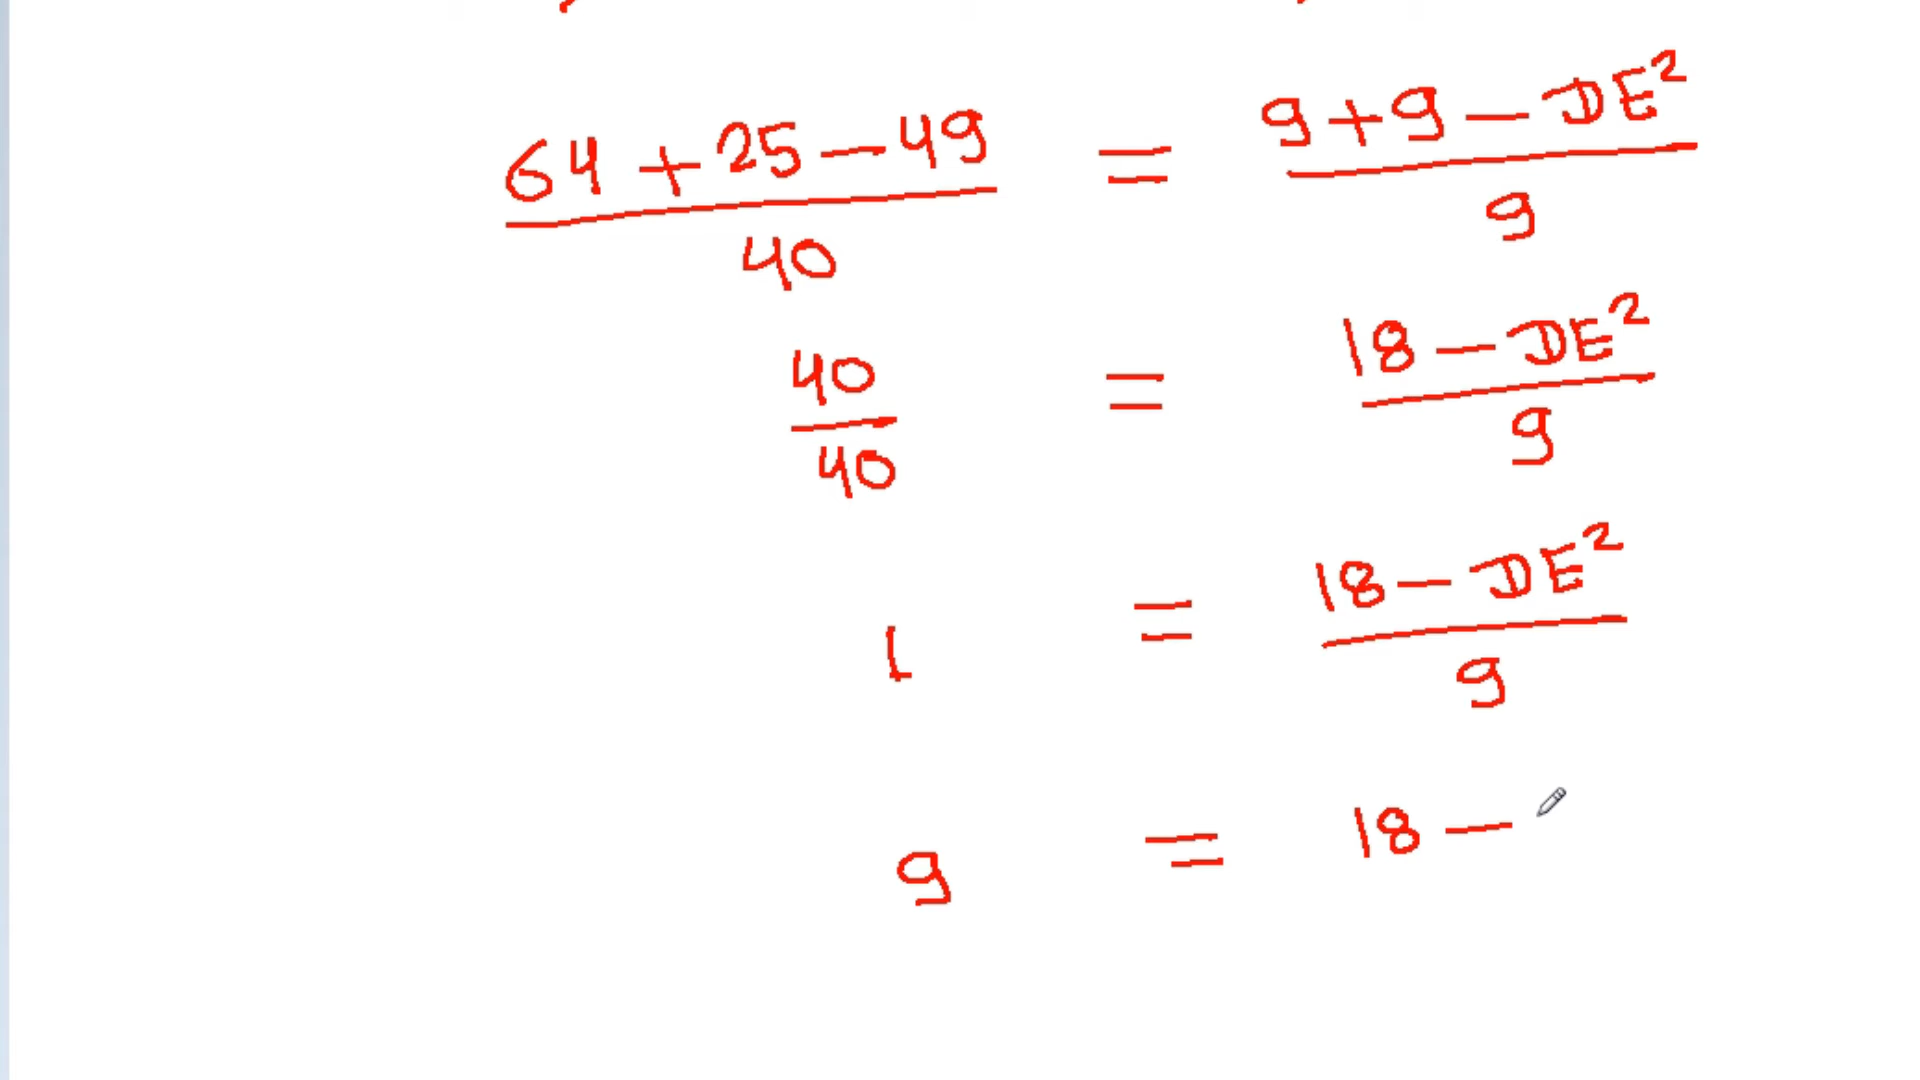 64 + 25 - 49 / 40 = 9 + 9 - DE² / 9
40 / 40 = 18 - DE² / 9
1 = 18 - DE² / 9
9 = 18 -